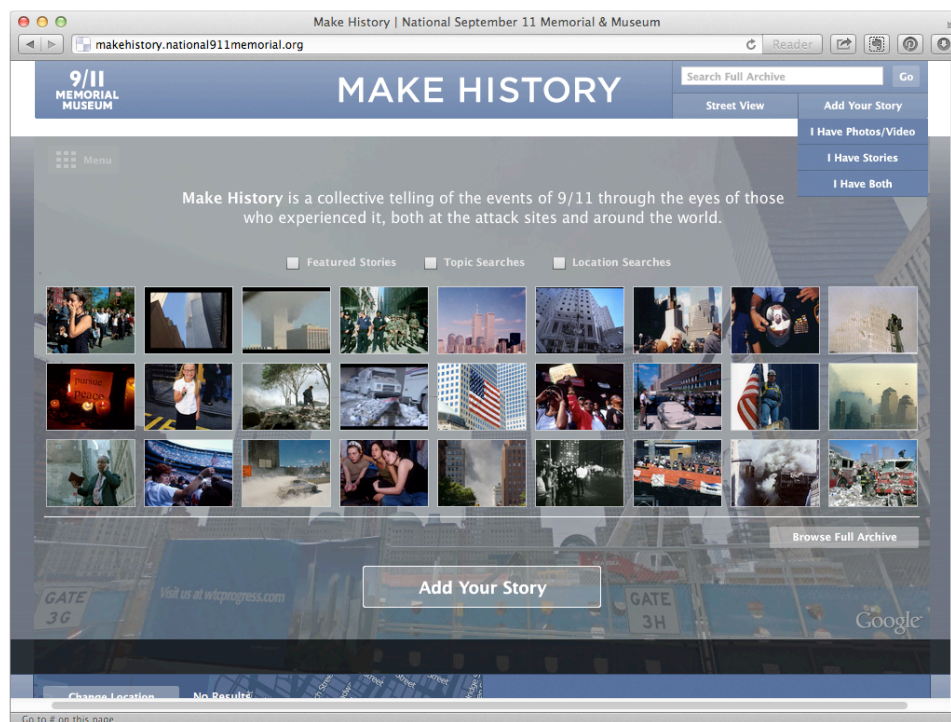 Make History | National September 11 Memorial & Museum
makehistory.national911memorial.org
Reader
9/11
MEMORIAL
MUSEUM
MAKE HISTORY
Search Full Archive
Go
Street View
Add Your Story
I Have Photos/Video
I Have Stories
I Have Both
Menu
Make History is a collective telling of the events of 9/11 through the eyes of those
who experienced it, both at the attack sites and around the world.
Featured Stories
Topic Searches
Location Searches
pursue
peace
Browse Full Archive
Add Your Story
GATE
3G
Visit us at wtcprogress.com
GATE
3H
Google
Change Location
No Results
Go to # on this page